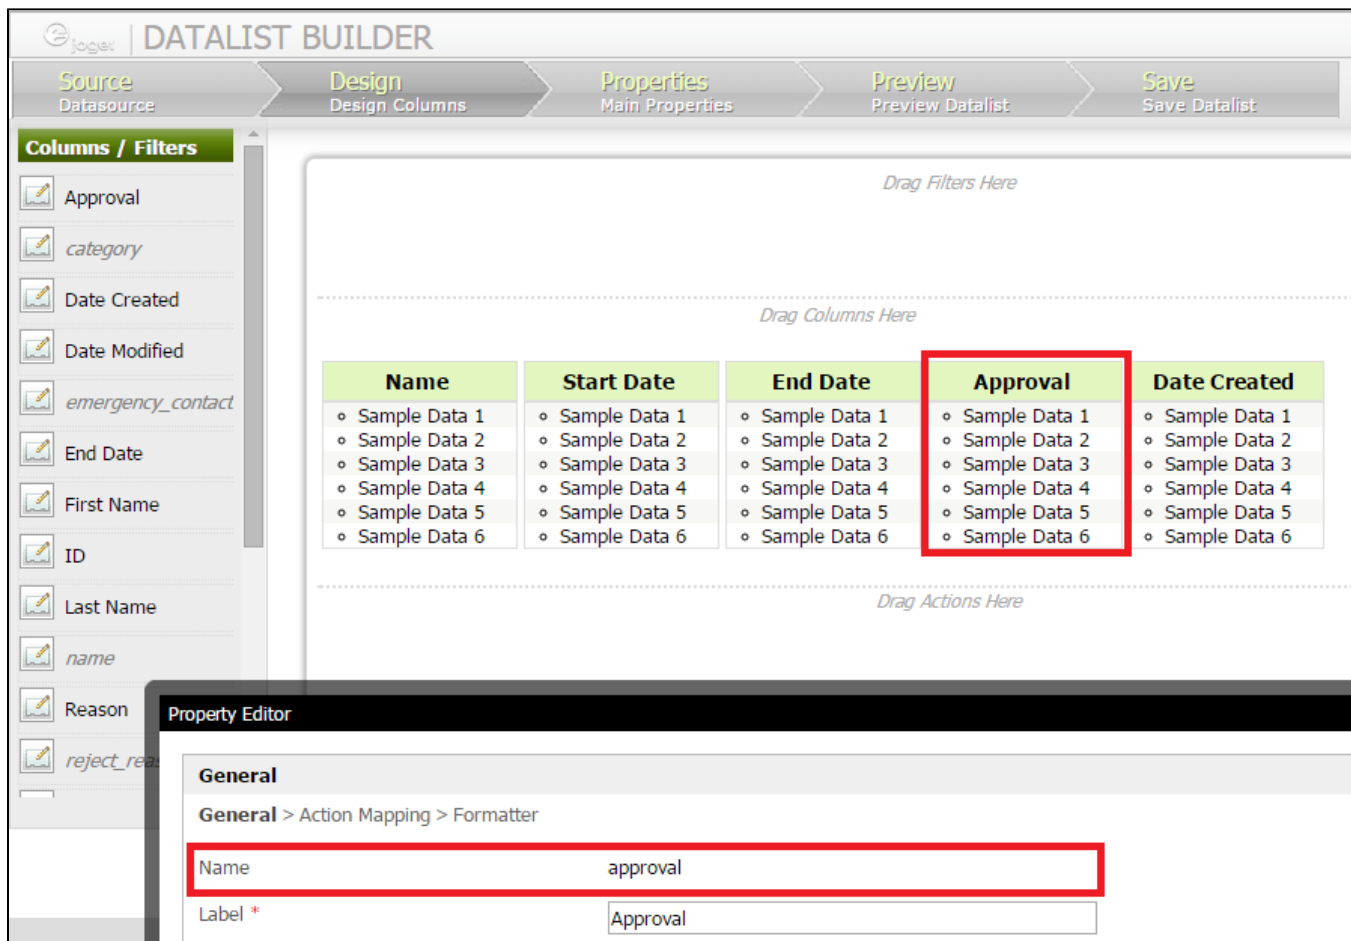 joget | DATALIST BUILDER
Source Design Properties Preview Save
Datasource Design Columns Main Properties Preview Datalist Save Datalist
Columns / Filters
Approval
category
Date Created
Date Modified
emergency_contact
End Date
First Name
ID
Last Name
name
Reason
reject_reas
Drag Filters Here
Drag Columns Here
Name Start Date End Date Approval Date Created
Sample Data 1 Sample Data 1 Sample Data 1 Sample Data 1 Sample Data 1
Sample Data 2 Sample Data 2 Sample Data 2 Sample Data 2 Sample Data 2
Sample Data 3 Sample Data 3 Sample Data 3 Sample Data 3 Sample Data 3
Sample Data 4 Sample Data 4 Sample Data 4 Sample Data 4 Sample Data 4
Sample Data 5 Sample Data 5 Sample Data 5 Sample Data 5 Sample Data 5
Sample Data 6 Sample Data 6 Sample Data 6 Sample Data 6 Sample Data 6
Drag Actions Here
Property Editor
General
General > Action Mapping > Formatter
Name approval
Label * Approval